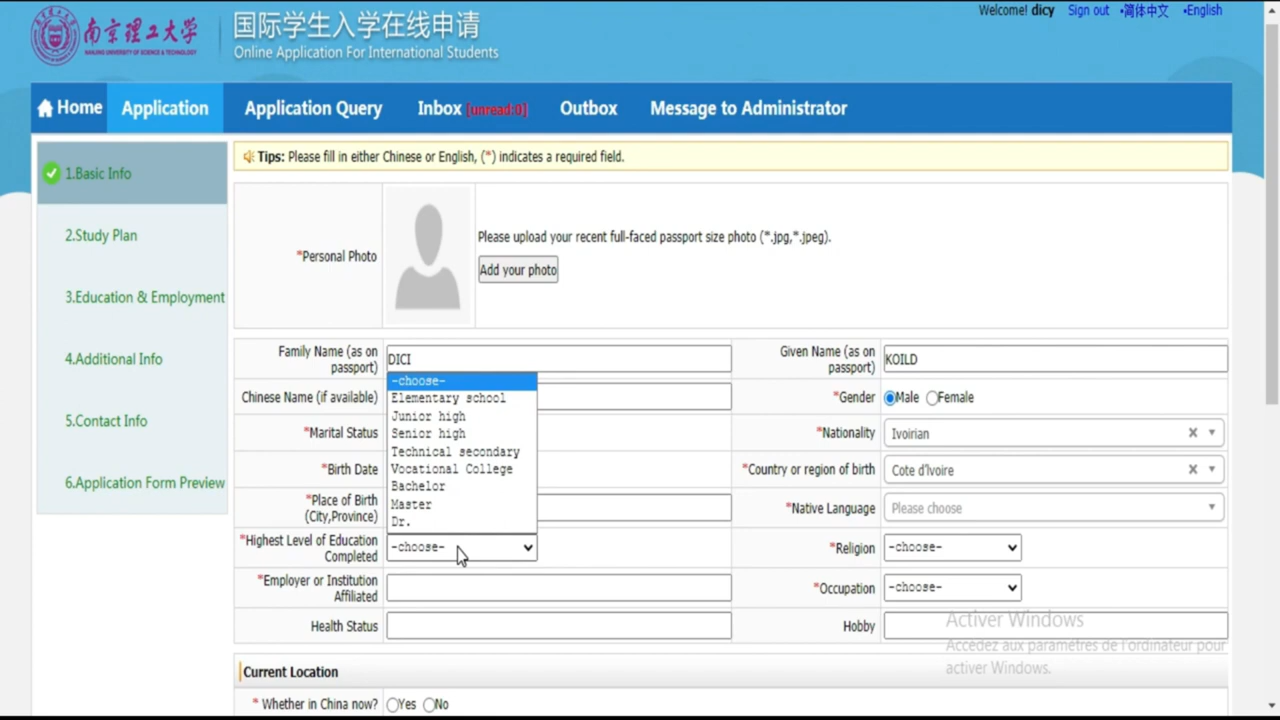 Welcome! dicy Sign out •简体中文 •English
南京理工大学
NANJING UNIVERSITY OF SCIENCE & TECHNOLOGY
国际学生入学在线申请
Online Application For International Students
Home Application Application Query Inbox [unread:0] Outbox Message to Administrator
1.Basic Info
2.Study Plan
3.Education & Employment
4.Additional Info
5.Contact Info
6.Application Form Preview
Tips: Please fill in either Chinese or English, (*) indicates a required field.
*Personal Photo
Please upload your recent full-faced passport size photo (*.jpg,*.jpeg).
Add your photo
Family Name (as on passport) DICI
Given Name (as on passport) KOILD
Chinese Name (if available)
*Gender Male Female
*Marital Status
*Nationality Ivoirian
*Birth Date
*Country or region of birth Cote d'Ivoire
*Place of Birth (City,Province)
*Native Language Please choose
-choose-
Elementary school
Junior high
Senior high
Technical secondary
Vocational College
Bachelor
Master
Dr.
*Highest Level of Education Completed -choose-
*Religion -choose-
*Employer or Institution Affiliated
*Occupation -choose-
Health Status
Hobby
Activer Windows
Accédez aux paramètres de l'ordinateur pour
activer Windows.
Current Location
* Whether in China now? Yes No